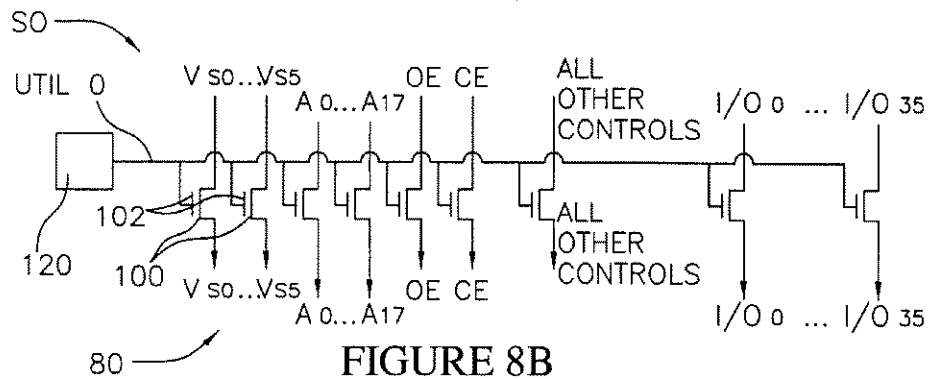 S0
UTIL 0
V S0...VS5
A 0...A17
OE CE
ALL
OTHER
CONTROLS
I/O 0 ... I/O 35
120
102
100
V S0...VS5
A 0...A17
OE CE
ALL
OTHER
CONTROLS
I/O 0 ... I/O 35
80
FIGURE 8B